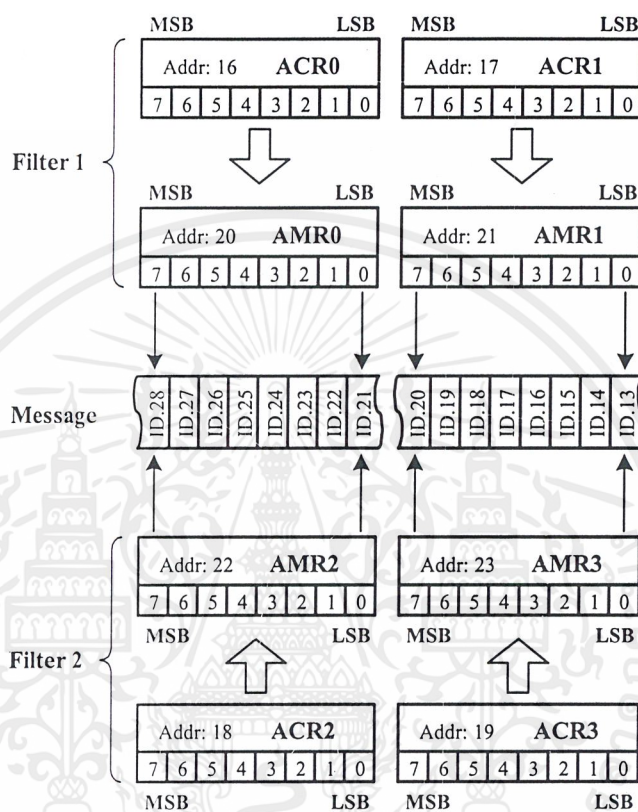 MSB LSB MSB LSB
Addr: 16 ACR0 Addr: 17 ACR1
7 6 5 4 3 2 1 0 7 6 5 4 3 2 1 0
Filter 1
MSB LSB MSB LSB
Addr: 20 AMR0 Addr: 21 AMR1
7 6 5 4 3 2 1 0 7 6 5 4 3 2 1 0
Message ID.28 ID.27 ID.26 ID.25 ID.24 ID.23 ID.22 ID.21 ID.20 ID.19 ID.18 ID.17 ID.16 ID.15 ID.14 ID.13
Addr: 22 AMR2 Addr: 23 AMR3
7 6 5 4 3 2 1 0 7 6 5 4 3 2 1 0
MSB LSB MSB LSB
Filter 2
Addr: 18 ACR2 Addr: 19 ACR3
7 6 5 4 3 2 1 0 7 6 5 4 3 2 1 0
MSB LSB MSB LSB